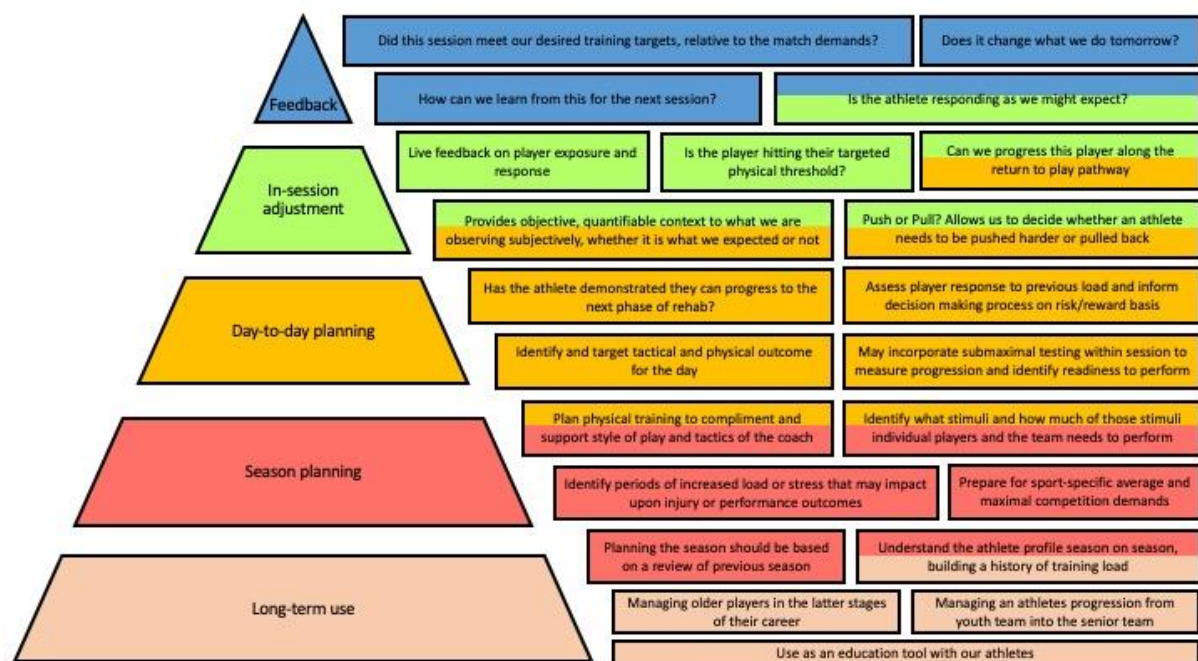 Did this session meet our desired training targets, relative to the match demands?
Does it change what we do tomorrow?
Feedback
How can we learn from this for the next session?
Is the athlete responding as we might expect?
Live feedback on player exposure and
response
Is the player hitting their targeted
physical threshold?
Can we progress this player along the
return to play pathway
In-session
adjustment
Provides objective, quantifiable context to what we are
observing subjectively, whether it is what we expected or not
Push or Pull? Allows us to decide whether an athlete
needs to be pushed harder or pulled back
Has the athlete demonstrated they can progress to the
next phase of rehab?
Assess player response to previous load and inform
decision making process on risk/reward basis
Day-to-day planning
Identify and target tactical and physical outcome
for the day
May incorporate submaximal testing within session to
measure progression and identify readiness to perform
Plan physical training to compliment and
support style of play and tactics of the coach
Identify what stimuli and how much of those stimuli
individual players and the team needs to perform
Season planning
Identify periods of increased load or stress that may impact
upon injury or performance outcomes
Prepare for sport-specific average and
maximal competition demands
Planning the season should be based
on a review of previous season
Understand the athlete profile season on season,
building a history of training load
Long-term use
Managing older players in the latter stages
of their career
Managing an athletes progression from
youth team into the senior team
Use as an education tool with our athletes